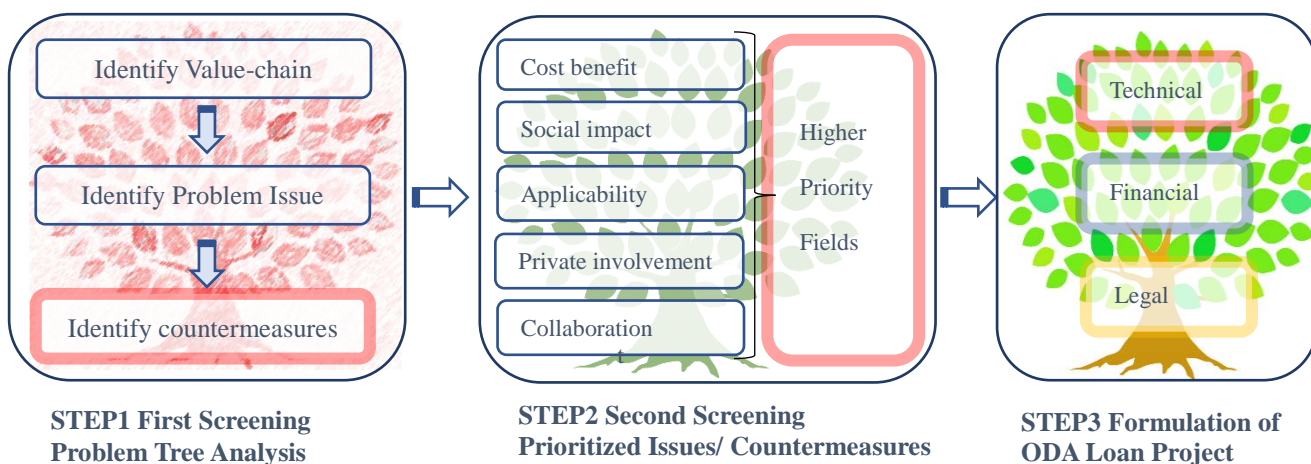 Identify Value-chain
Identify Problem Issue
Identify countermeasures
STEP1 First Screening
Problem Tree Analysis
Cost benefit
Social impact
Applicability
Private involvement
Collaboration
t
Higher
Priority
Fields
STEP2 Second Screening
Prioritized Issues/ Countermeasures
Technical
Financial
Legal
STEP3 Formulation of
ODA Loan Project